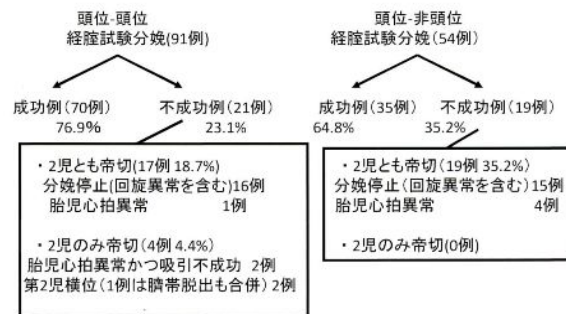 頭位-頭位
経腟試験分娩(91例)
成功例(70例)
76.9%
不成功例(21例)
23.1%
・2児とも帝切(17例 18.7%)
分娩停止(回旋異常を含む)16例
胎児心拍異常 1例
・2児のみ帝切(4例 4.4%)
胎児心拍異常かつ吸引不成功 2例
第2児横位(1例は臍帯脱出も合併) 2例
頭位-非頭位
経腟試験分娩(54例)
成功例(35例)
64.8%
不成功例(19例)
35.2%
・2児とも帝切(19例 35.2%)
分娩停止(回旋異常を含む) 15例
胎児心拍異常 4例
・2児のみ帝切(0例)